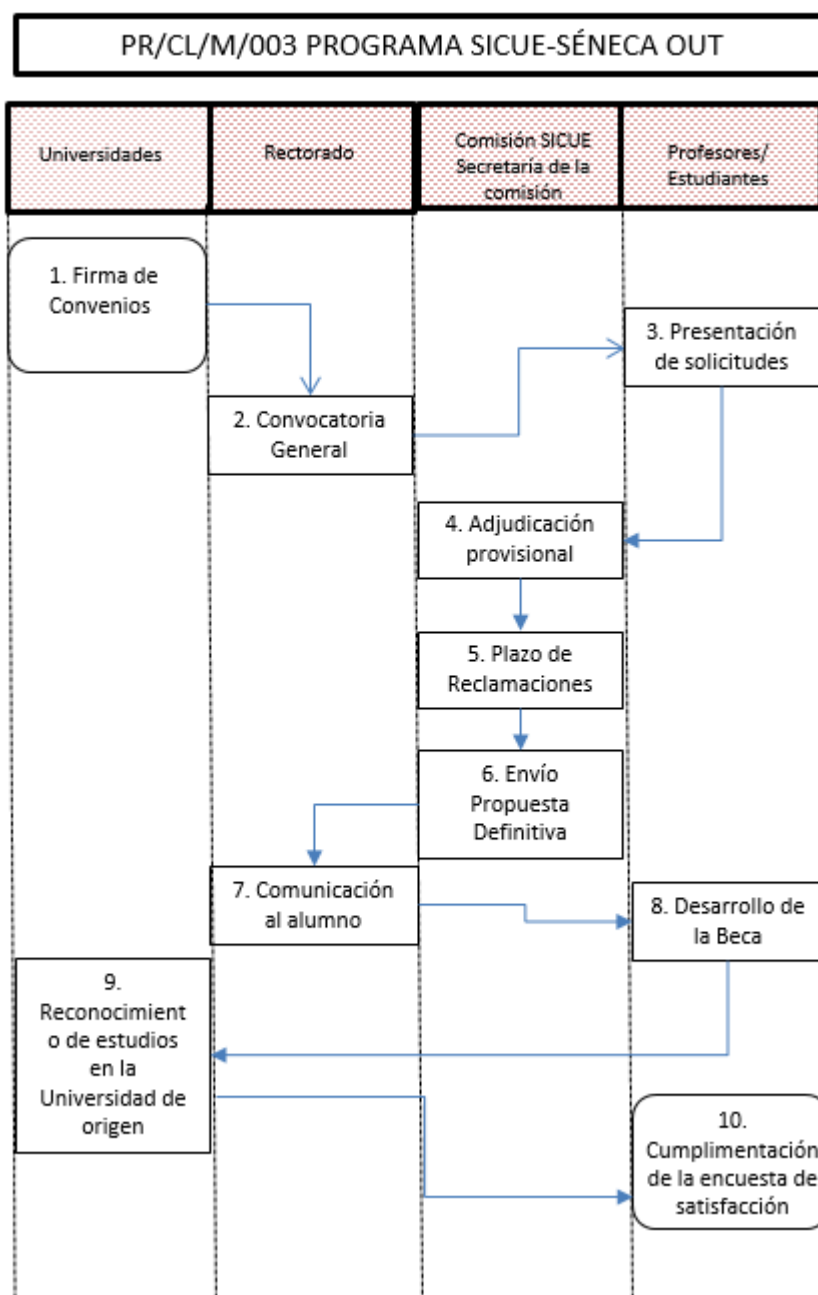 PR/CL/M/003 PROGRAMA SICUE-SÉNECA OUT
Universidades
Rectorado
Comisión SICUE
Secretaría de la
comisión
Profesores/
Estudiantes
1. Firma de
Convenios
3. Presentación
de solicitudes
2. Convocatoria
General
4. Adjudicación
provisional
5. Plazo de
Reclamaciones
6. Envío
Propuesta
Definitiva
7. Comunicación
al alumno
8. Desarrollo de
la Beca
9.
Reconocimient
o de estudios
en la
Universidad de
origen
10.
Cumplimentación
de la encuesta de
satisfacción